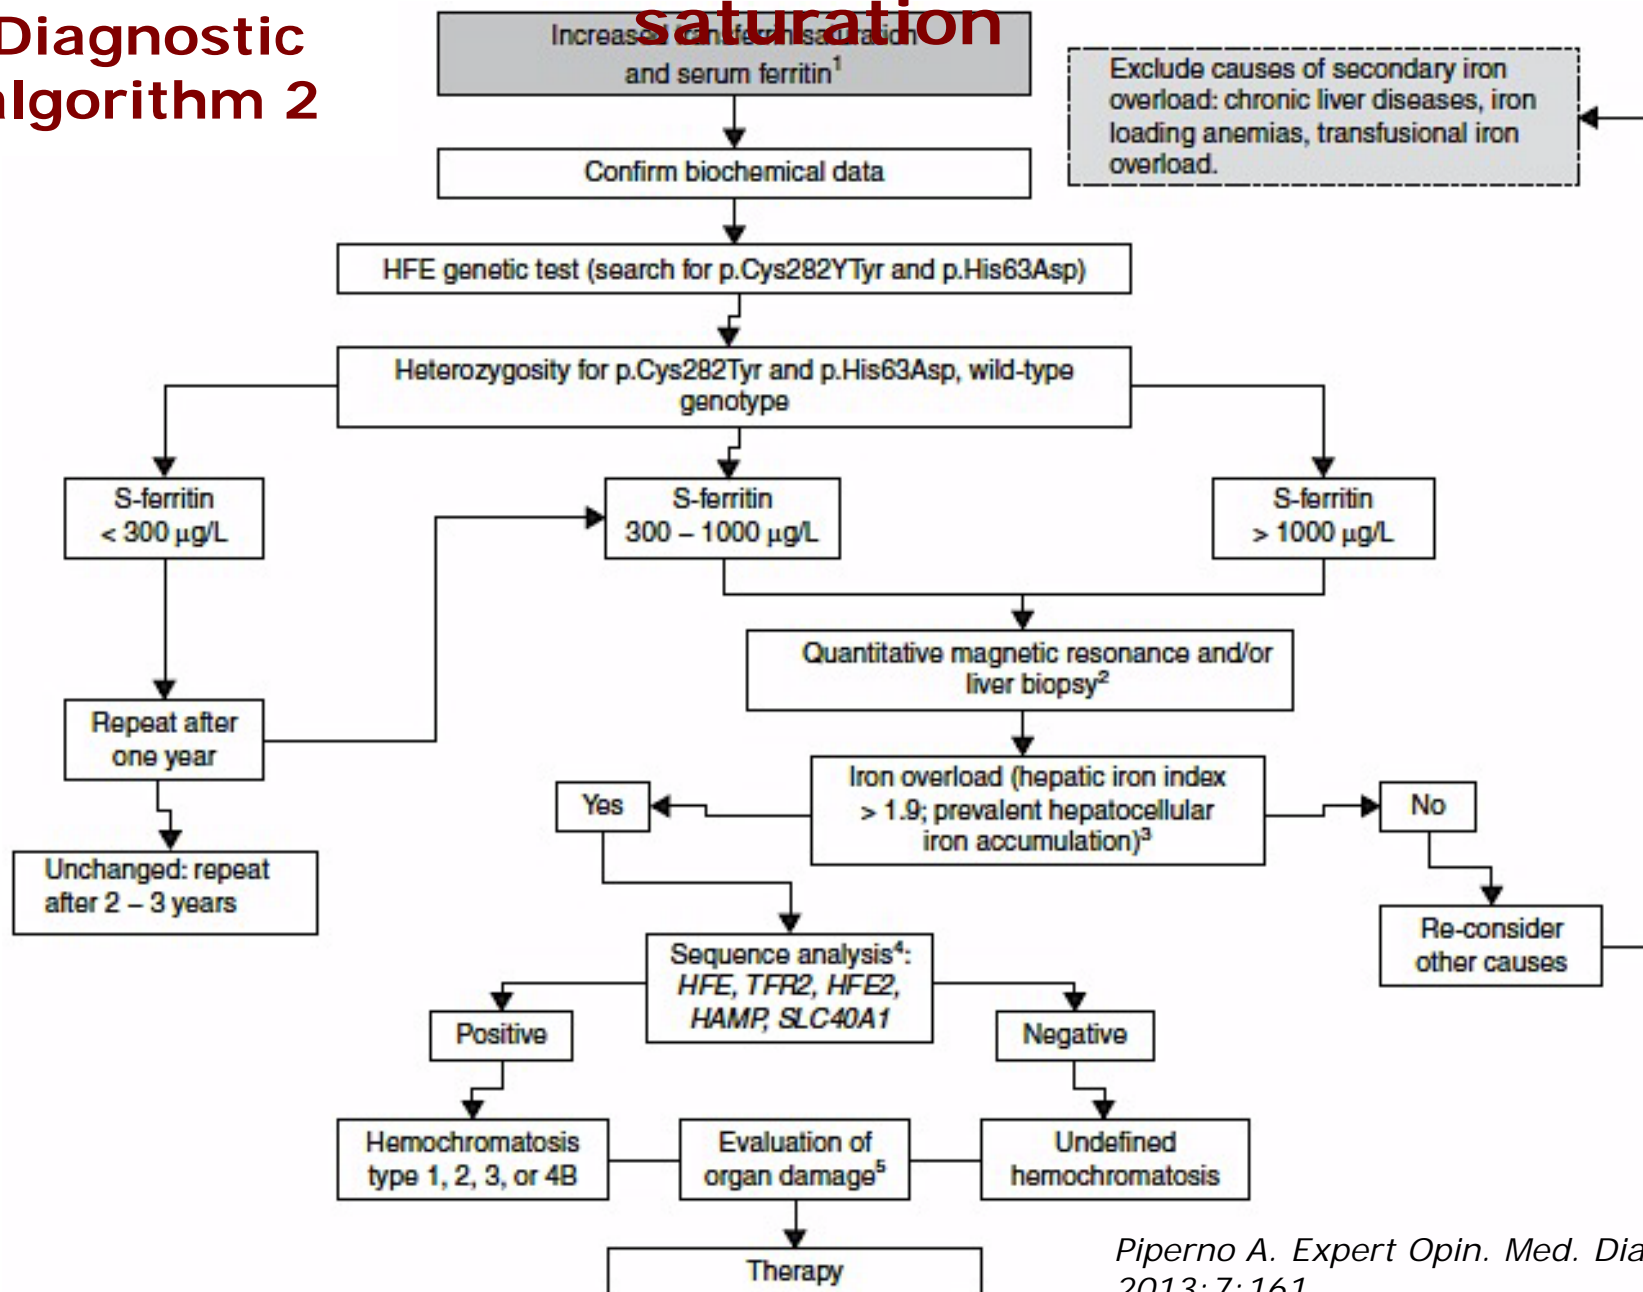 Diagnostic
algorithm 2
saturation
Increased transferrin saturation
and serum ferritin¹
Exclude causes of secondary iron
overload: chronic liver diseases, iron
loading anemias, transfusional iron
overload.
Confirm biochemical data
HFE genetic test (search for p.Cys282YTyr and p.His63Asp)
Heterozygosity for p.Cys282Tyr and p.His63Asp, wild-type
genotype
S-ferritin
< 300 µg/L
S-ferritin
300 – 1000 µg/L
S-ferritin
> 1000 µg/L
Quantitative magnetic resonance and/or
liver biopsy²
Repeat after
one year
Iron overload (hepatic iron index
> 1.9; prevalent hepatocellular
iron accumulation)³
Yes
No
Unchanged: repeat
after 2 – 3 years
Re-consider
other causes
Sequence analysis⁴:
HFE, TFR2, HFE2,
HAMP, SLC40A1
Positive
Negative
Hemochromatosis
type 1, 2, 3, or 4B
Evaluation of
organ damage⁵
Undefined
hemochromatosis
Therapy
Piperno A. Expert Opin. Med. Dia
2013;7:161